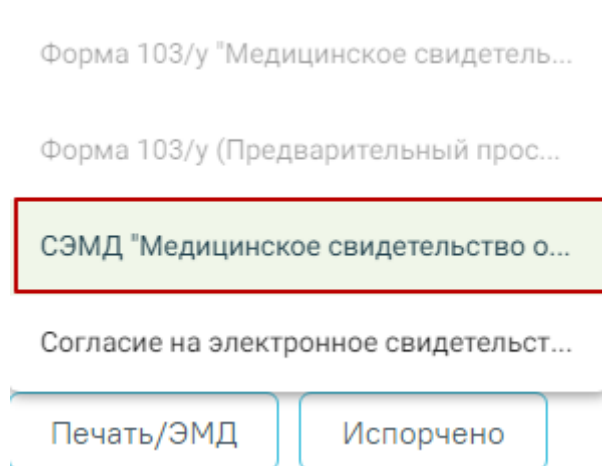 Форма 103/у "Медицинское свидетель...
Форма 103/у (Предварительный прос...
СЭМД "Медицинское свидетельство о...
Согласие на электронное свидетельст...
Печать/ЭМД
Испорчено